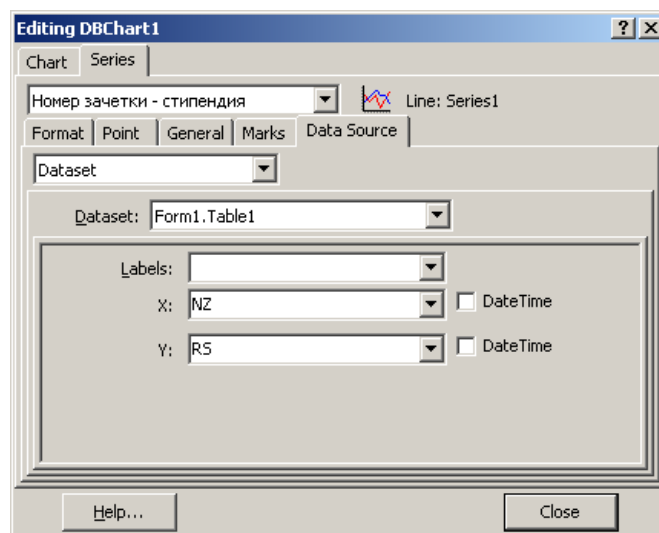 Editing DBChart1
Chart Series
Номер зачетки - стипендия Line: Series1
Format Point General Marks Data Source
Dataset
Dataset: Form1.Table1
Labels:
X: NZ DateTime
Y: RS DateTime
Help... Close